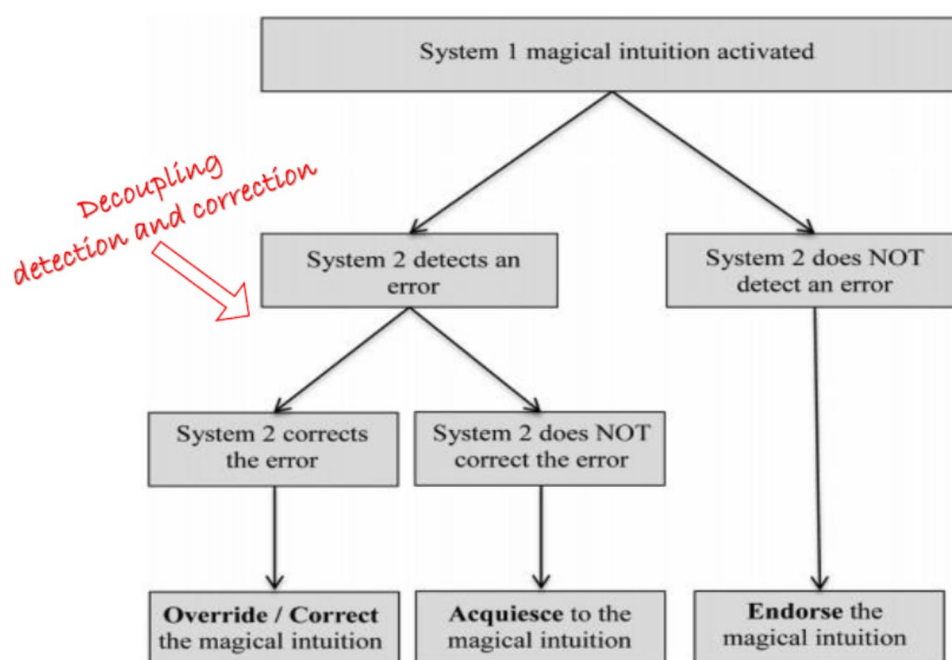 System 1 magical intuition activated
Decoupling
detection and correction
System 2 detects an
error
System 2 does NOT
detect an error
System 2 corrects
the error
System 2 does NOT
correct the error
Override / Correct
the magical intuition
Acquiesce to the
magical intuition
Endorse the
magical intuition